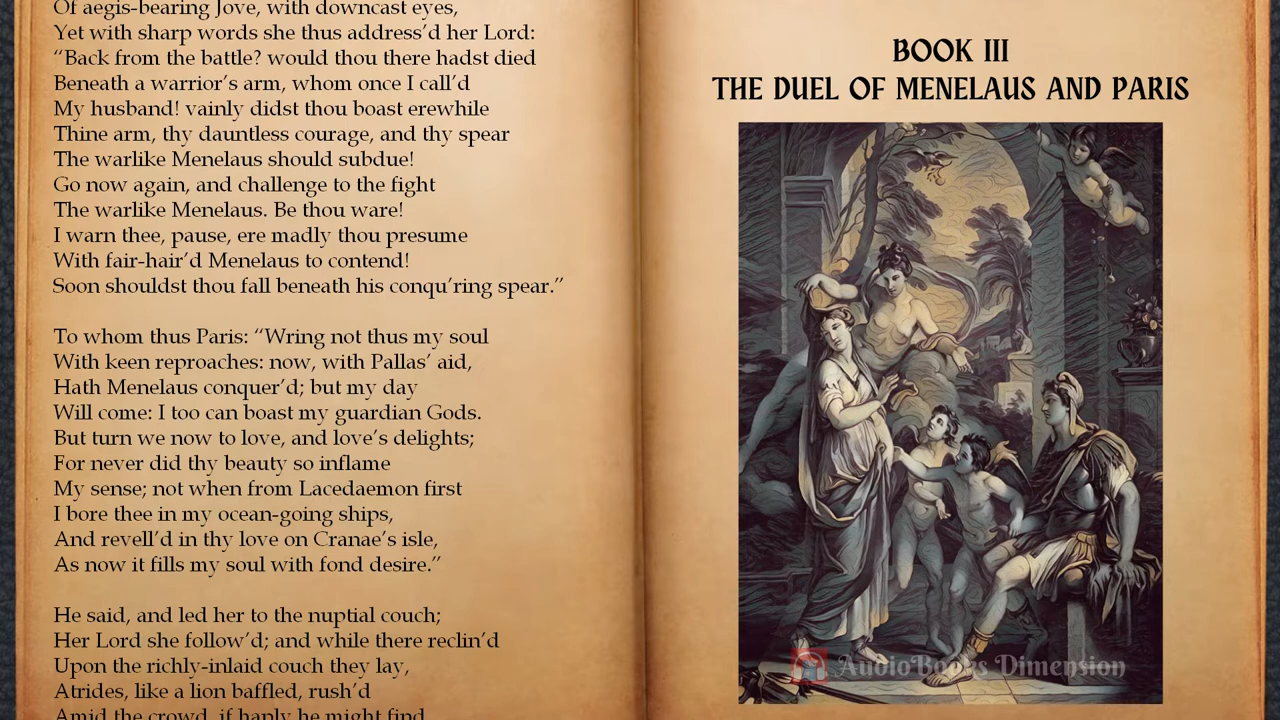 Of aegis-bearing Jove, with downcast eyes,
Yet with sharp words she thus address’d her Lord:
“Back from the battle? would thou there hadst died
Beneath a warrior’s arm, whom once I call’d
My husband! vainly didst thou boast erewhile
Thine arm, thy dauntless courage, and thy spear
The warlike Menelaus should subdue!
Go now again, and challenge to the fight
The warlike Menelaus. Be thou ware!
I warn thee, pause, ere madly thou presume
With fair-hair’d Menelaus to contend!
Soon shouldst thou fall beneath his conqu’ring spear.”
To whom thus Paris: “Wring not thus my soul
With keen reproaches: now, with Pallas’ aid,
Hath Menelaus conquer’d; but my day
Will come: I too can boast my guardian Gods.
But turn we now to love, and love’s delights;
For never did thy beauty so inflame
My sense; not when from Lacedaemon first
I bore thee in my ocean-going ships,
And revell’d in thy love on Cranae’s isle,
As now it fills my soul with fond desire.”
He said, and led her to the nuptial couch;
Her Lord she follow’d; and while there reclin’d
Upon the richly-inlaid couch they lay,
Atrides, like a lion baffled, rush’d
Amid the crowd, if haply he might find
BOOK III
THE DUEL OF MENELAUS AND PARIS
AudioBooks Dimension